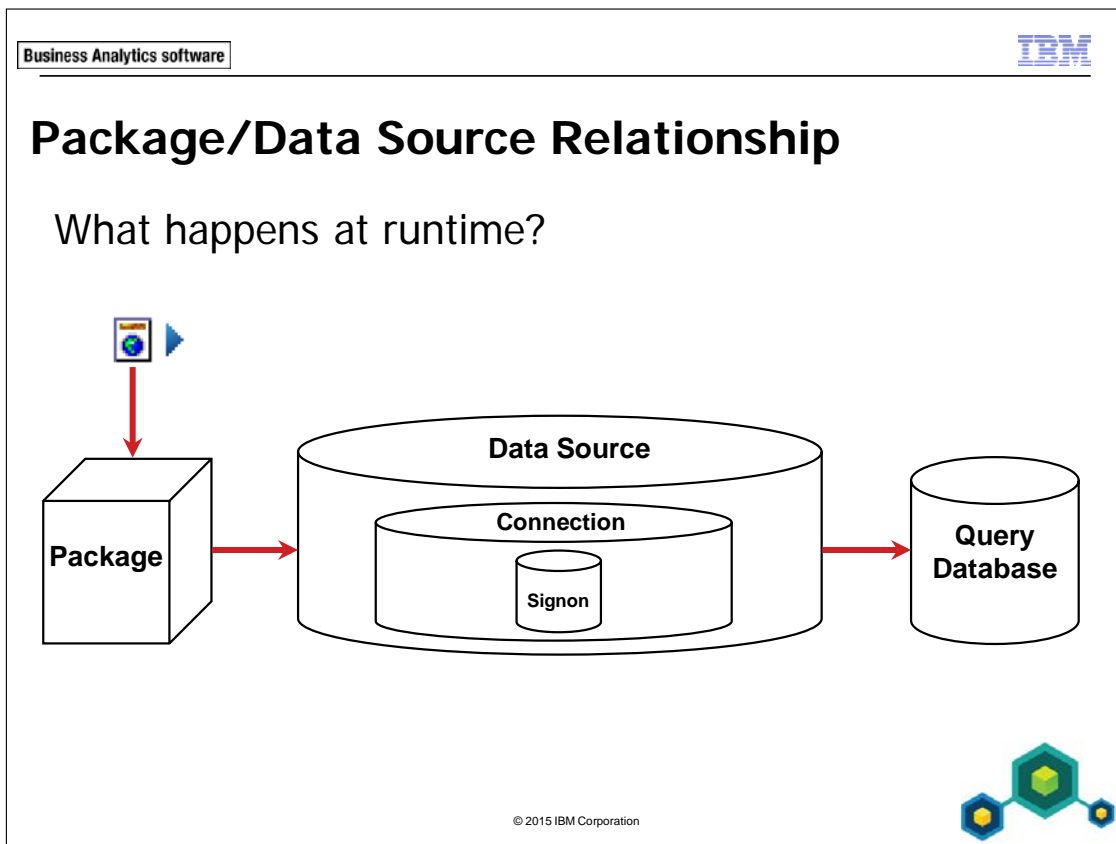 Business Analytics software
IBM
Package/Data Source Relationship
What happens at runtime?
Data Source
Connection
Signon
Package
Query
Database
© 2015 IBM Corporation